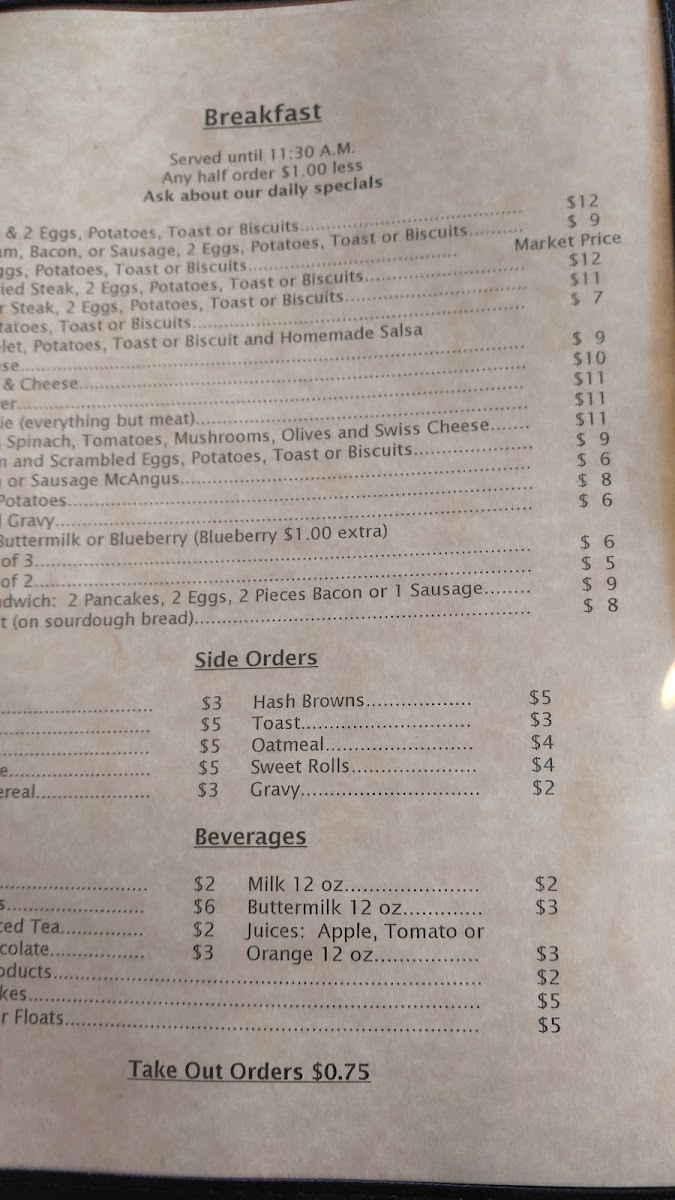 Breakfast
Served until 11:30 A.M.
Any half order $1.00 less
Ask about our daily specials
& 2 Eggs, Potatoes, Toast or Biscuits.......... $12
am, Bacon, or Sausage, 2 Eggs, Potatoes, Toast or Biscuits.......... $ 9
ggs, Potatoes, Toast or Biscuits.......... Market Price
ied Steak, 2 Eggs, Potatoes, Toast or Biscuits.......... $12
r Steak, 2 Eggs, Potatoes, Toast or Biscuits.......... $11
tatoes, Toast or Biscuits.......... $ 7
let, Potatoes, Toast or Biscuit and Homemade Salsa
se.......... $ 9
& Cheese.......... $10
er.......... $11
ie (everything but meat).......... $11
Spinach, Tomatoes, Mushrooms, Olives and Swiss Cheese....... $11
n and Scrambled Eggs, Potatoes, Toast or Biscuits.......... $ 9
or Sausage McAngus.......... $ 6
Potatoes.......... $ 8
Gravy.......... $ 6
Buttermilk or Blueberry (Blueberry $1.00 extra)
of 3.......... $ 6
of 2.......... $ 5
dwich: 2 Pancakes, 2 Eggs, 2 Pieces Bacon or 1 Sausage........ $ 9
t (on sourdough bread).......... $ 8
Side Orders
.......... $3 Hash Browns.......... $5
.......... $5 Toast.......... $3
.......... $5 Oatmeal.......... $4
e.......... $5 Sweet Rolls.......... $4
ereal.......... $3 Gravy.......... $2
Beverages
.......... $2 Milk 12 oz.......... $2
s.......... $6 Buttermilk 12 oz.......... $3
ced Tea.......... $2 Juices: Apple, Tomato or
colate.......... $3 Orange 12 oz.......... $3
oducts.......... $2
kes.......... $5
r Floats.......... $5
Take Out Orders $0.75